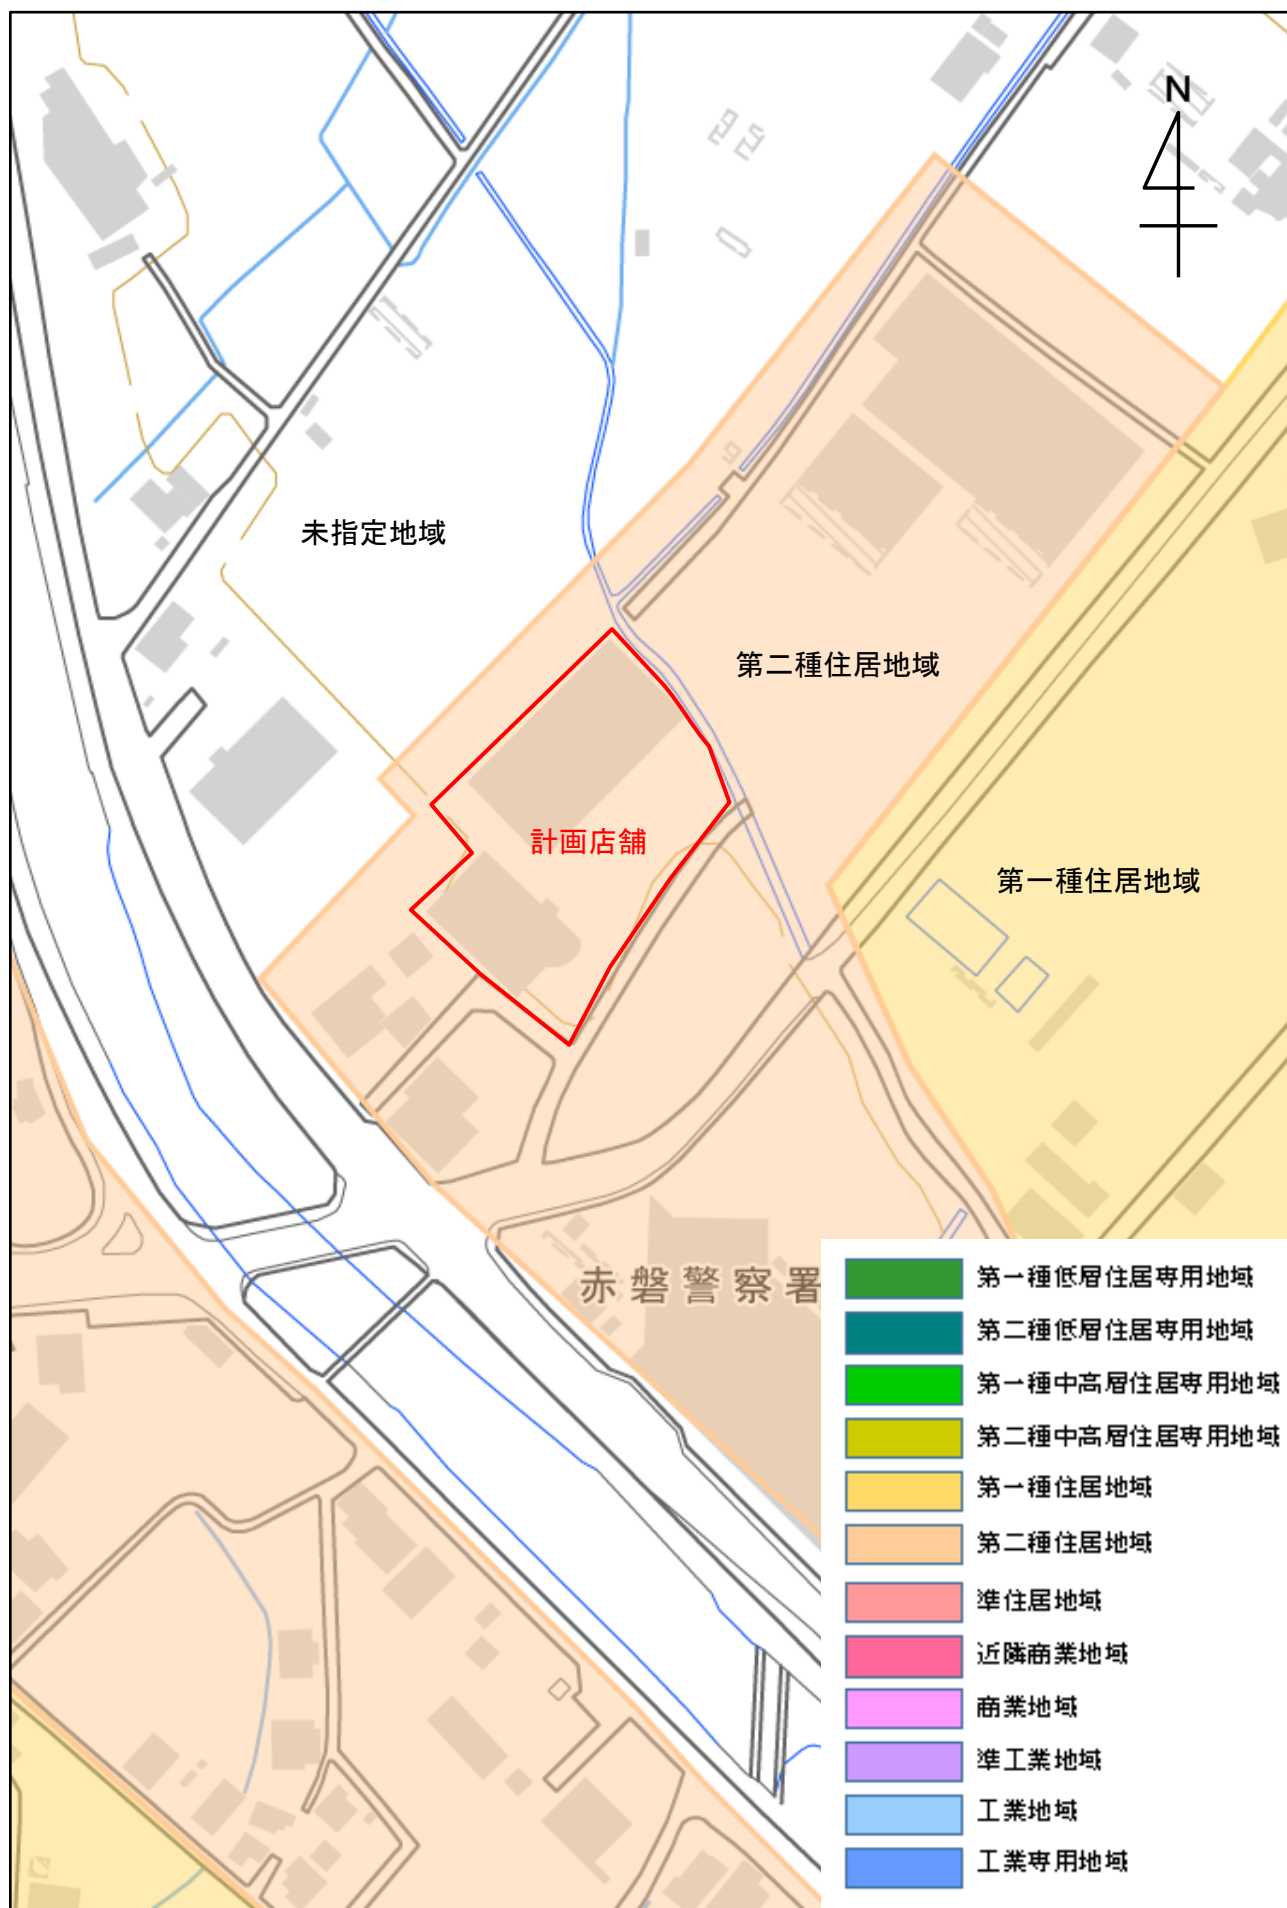 N
未指定地域
第二種住居地域
計画店舗
第一種住居地域
赤磐警察署
第一種低層住居専用地域
第二種低層住居専用地域
第一種中高層住居専用地域
第二種中高層住居専用地域
第一種住居地域
第二種住居地域
準住居地域
近隣商業地域
商業地域
準工業地域
工業地域
工業専用地域